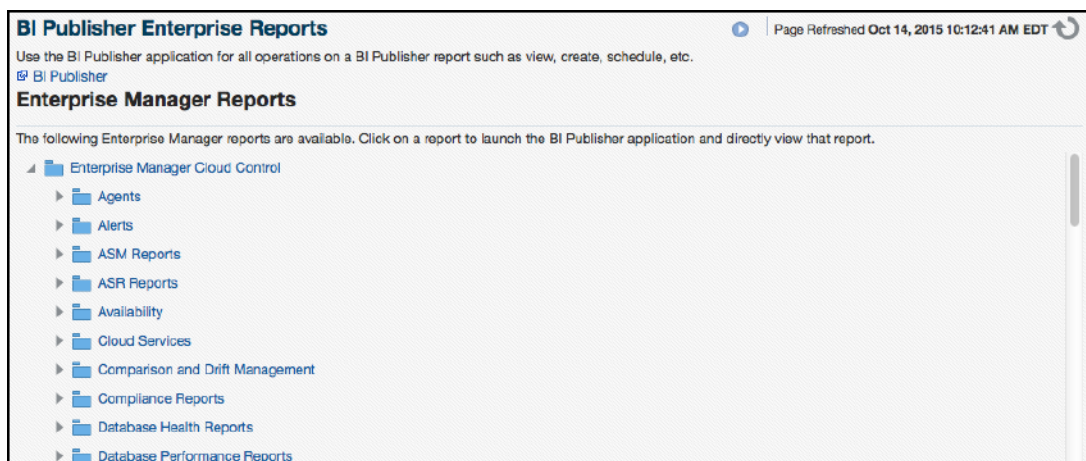 BI Publisher Enterprise Reports
Page Refreshed Oct 14, 2015 10:12:41 AM EDT
Use the BI Publisher application for all operations on a BI Publisher report such as view, create, schedule, etc.
BI Publisher
Enterprise Manager Reports
The following Enterprise Manager reports are available. Click on a report to launch the BI Publisher application and directly view that report.
Enterprise Manager Cloud Control
Agents
Alerts
ASM Reports
ASR Reports
Availability
Cloud Services
Comparison and Drift Management
Compliance Reports
Database Health Reports
Database Performance Reports